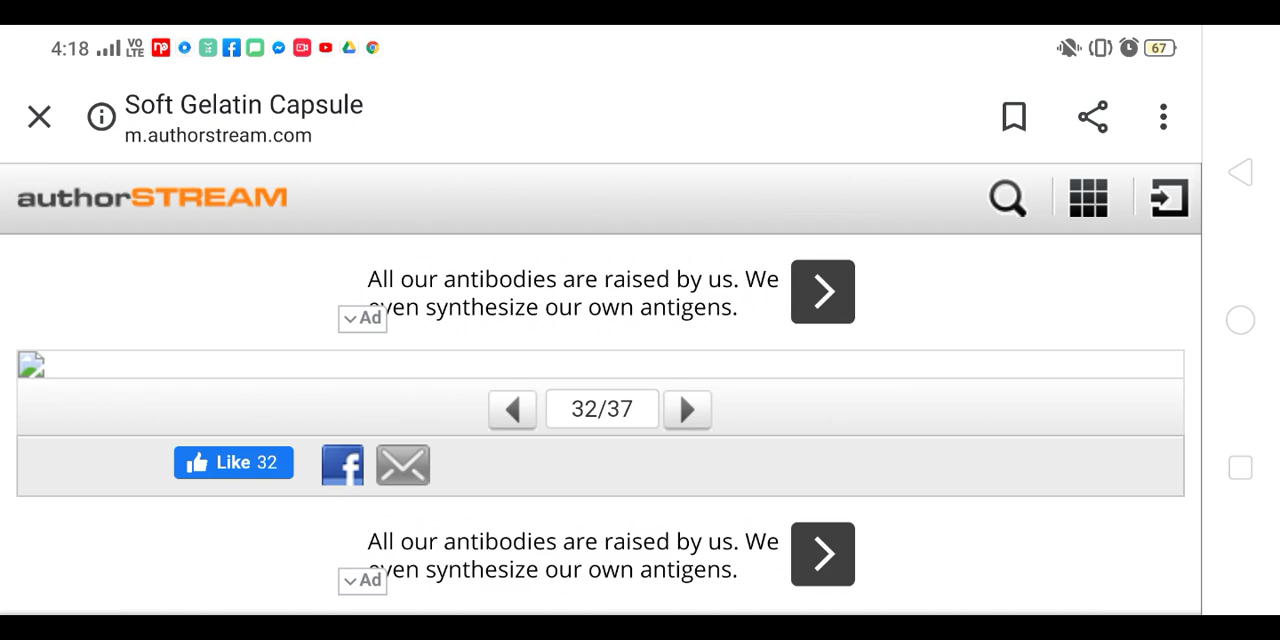 4:18 VO LTE 67
Soft Gelatin Capsule
m.authorstream.com
authorSTREAM
All our antibodies are raised by us. We
even synthesize our own antigens.
Ad
32/37
Like 32
All our antibodies are raised by us. We
even synthesize our own antigens.
Ad